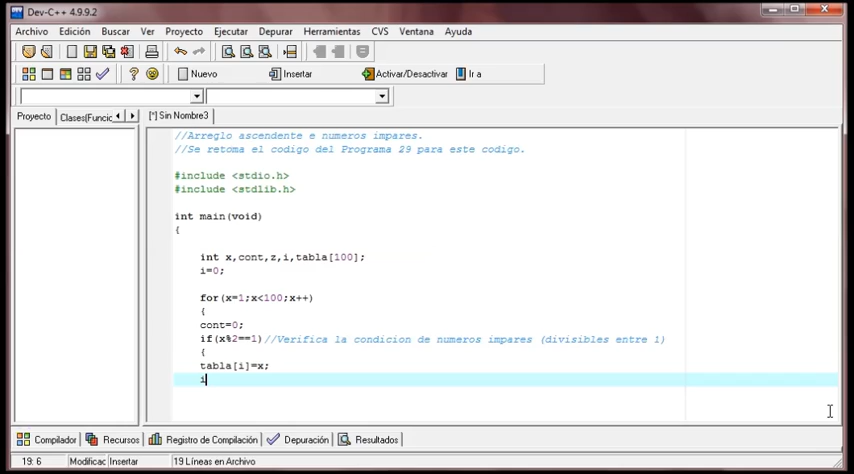 Dev-C++ 4.9.9.2
Archivo Edición Buscar Ver Proyecto Ejecutar Depurar Herramientas CVS Ventana Ayuda
Nuevo Insertar Activar/Desactivar Ir a
Proyecto Clases(Funcic [*] Sin Nombre3
//Arreglo ascendente e numeros impares.
//Se retoma el codigo del Programa 29 para este codigo.
#include <stdio.h>
#include <stdlib.h>
int main(void)
{
int x,cont,z,i,tabla[100];
i=0;
for(x=1;x<100;x++)
{
cont=0;
if(x%2==1)//Verifica la condicion de numeros impares (divisibles entre 1)
{
tabla[i]=x;
i
Compilador Recursos Registro de Compilación Depuración Resultados
19: 6 Modificac Insertar 19 Líneas en Archivo